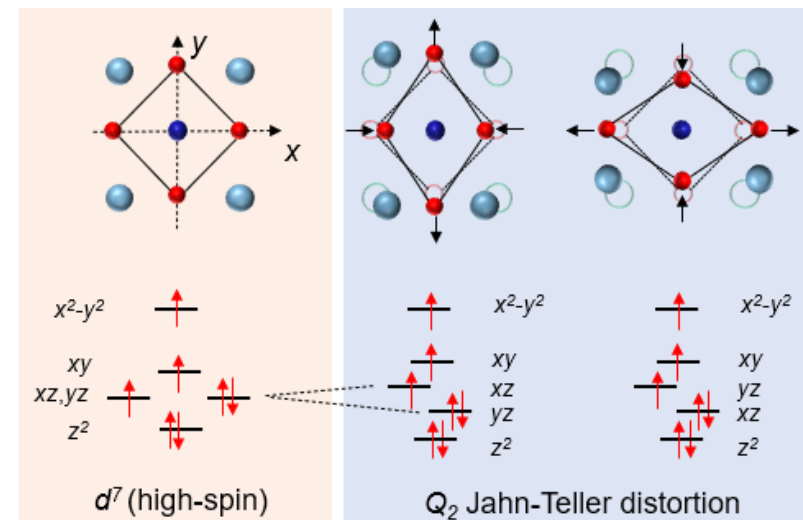 y
x
x²-y²
xy
xz,yz
z²
d⁷ (high-spin)
x²-y²
xy
xz
yz
z²
x²-y²
xy
yz
xz
z²
Q₂ Jahn-Teller distortion